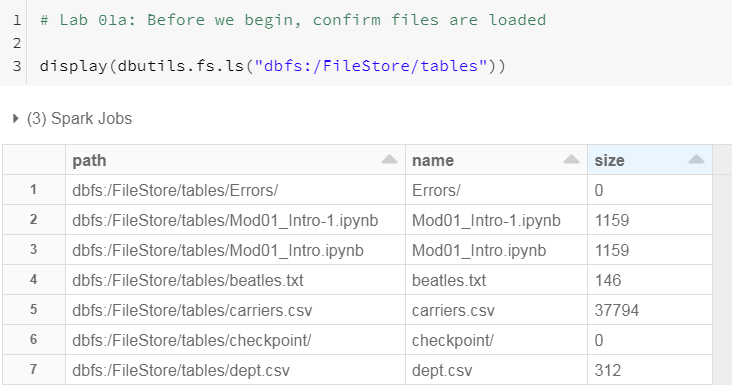 1 # Lab 01a: Before we begin, confirm files are loaded
2
3 display(dbutils.fs.ls("dbfs:/FileStore/tables"))
(3) Spark Jobs
path name size
1 dbfs:/FileStore/tables/Errors/ Errors/ 0
2 dbfs:/FileStore/tables/Mod01_Intro-1.ipynb Mod01_Intro-1.ipynb 1159
3 dbfs:/FileStore/tables/Mod01_Intro.ipynb Mod01_Intro.ipynb 1159
4 dbfs:/FileStore/tables/beatles.txt beatles.txt 146
5 dbfs:/FileStore/tables/carriers.csv carriers.csv 37794
6 dbfs:/FileStore/tables/checkpoint/ checkpoint/ 0
7 dbfs:/FileStore/tables/dept.csv dept.csv 312